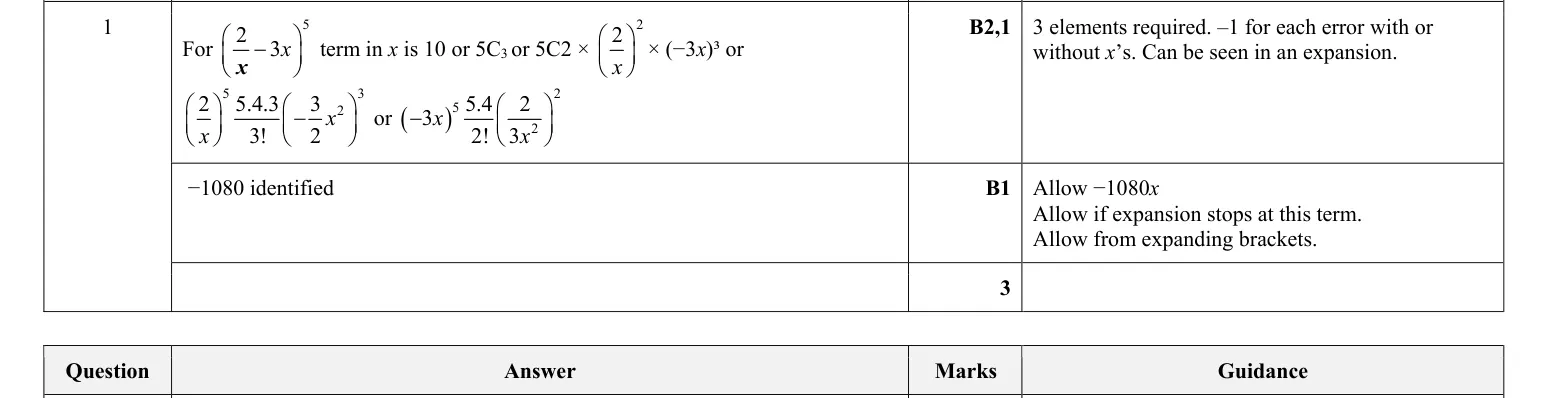 1
For (2/x − 3x)⁵ term in x is 10 or 5C₃ or 5C2 × (2/x)² × (−3x)³ or
(2/x)⁵ 5.4.3/3! (−3/2 x²)³ or (−3x)⁵ 5.4/2! (2/3x²)²
B2,1
3 elements required. –1 for each error with or
without x’s. Can be seen in an expansion.
−1080 identified
B1
Allow −1080x
Allow if expansion stops at this term.
Allow from expanding brackets.
3
Question Answer Marks Guidance